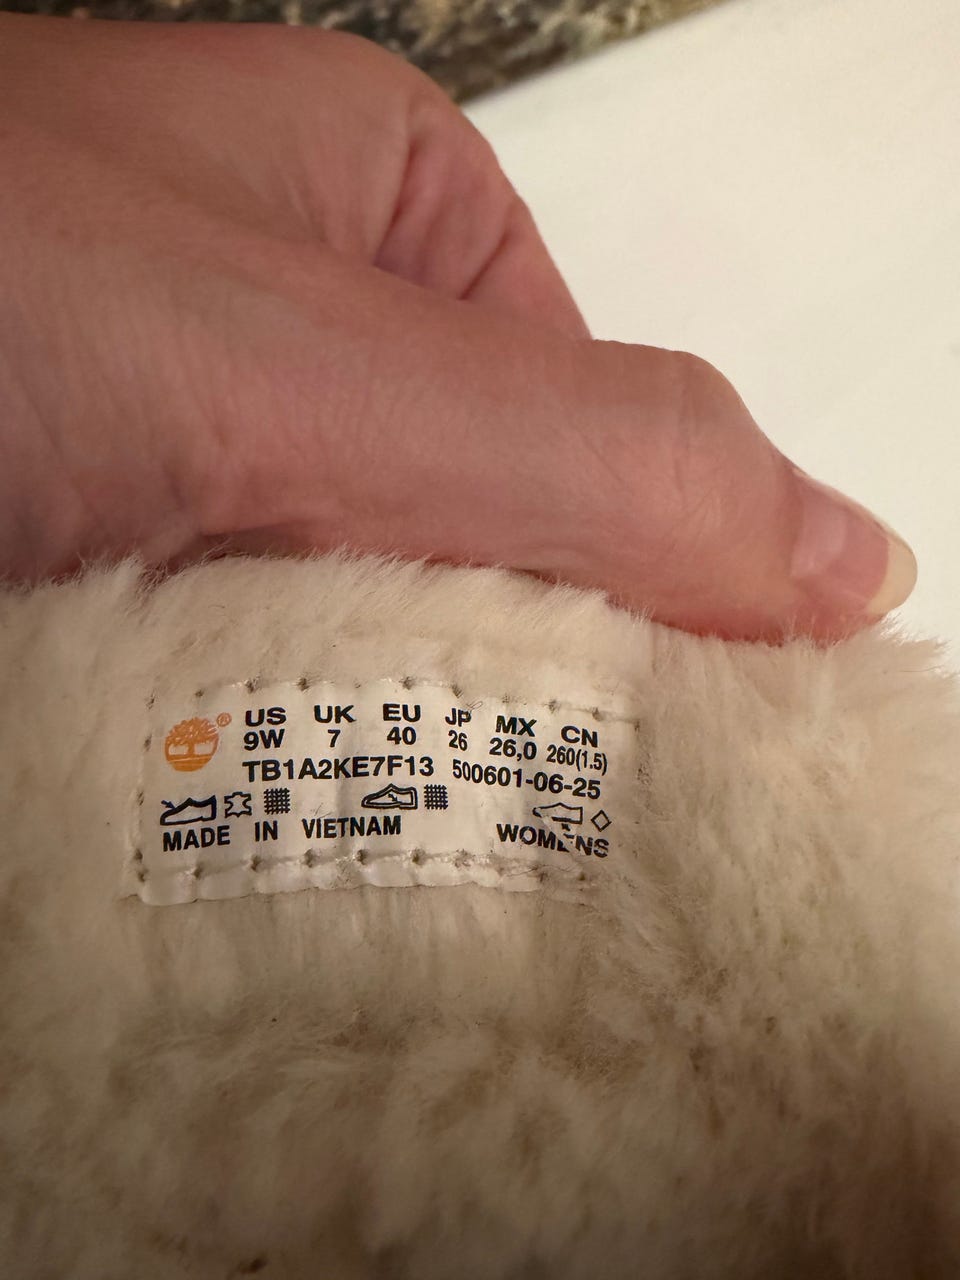 ® US UK EU JP MX CN
9W 7 40 26 26,0 260(1.5)
TB1A2KE7F13 500601-06-25
MADE IN VIETNAM WOMENS